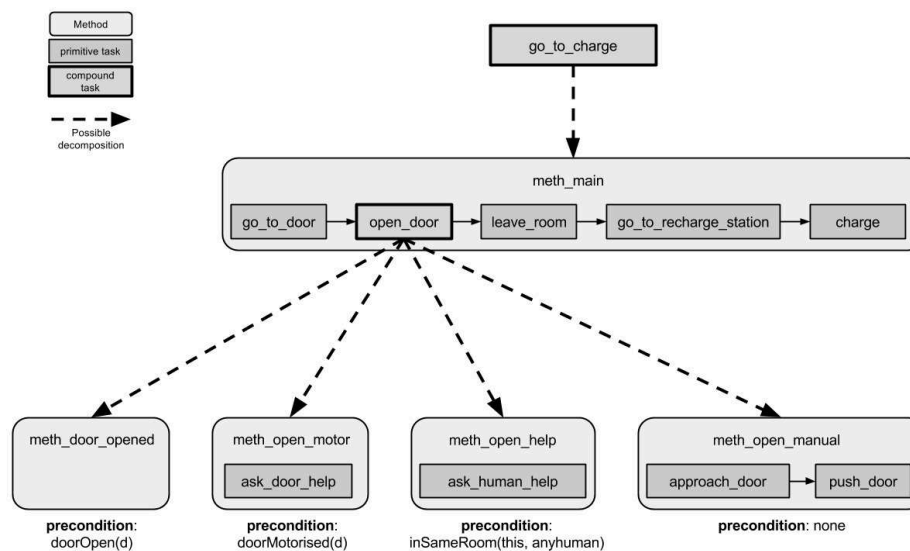 Method
primitive task
compound
task
Possible
decomposition
go_to_charge
meth_main
go_to_door
open_door
leave_room
go_to_recharge_station
charge
meth_door_opened
meth_open_motor
ask_door_help
meth_open_help
ask_human_help
meth_open_manual
approach_door
push_door
precondition:
doorOpen(d)
precondition:
doorMotorised(d)
precondition:
inSameRoom(this, anyhuman)
precondition: none